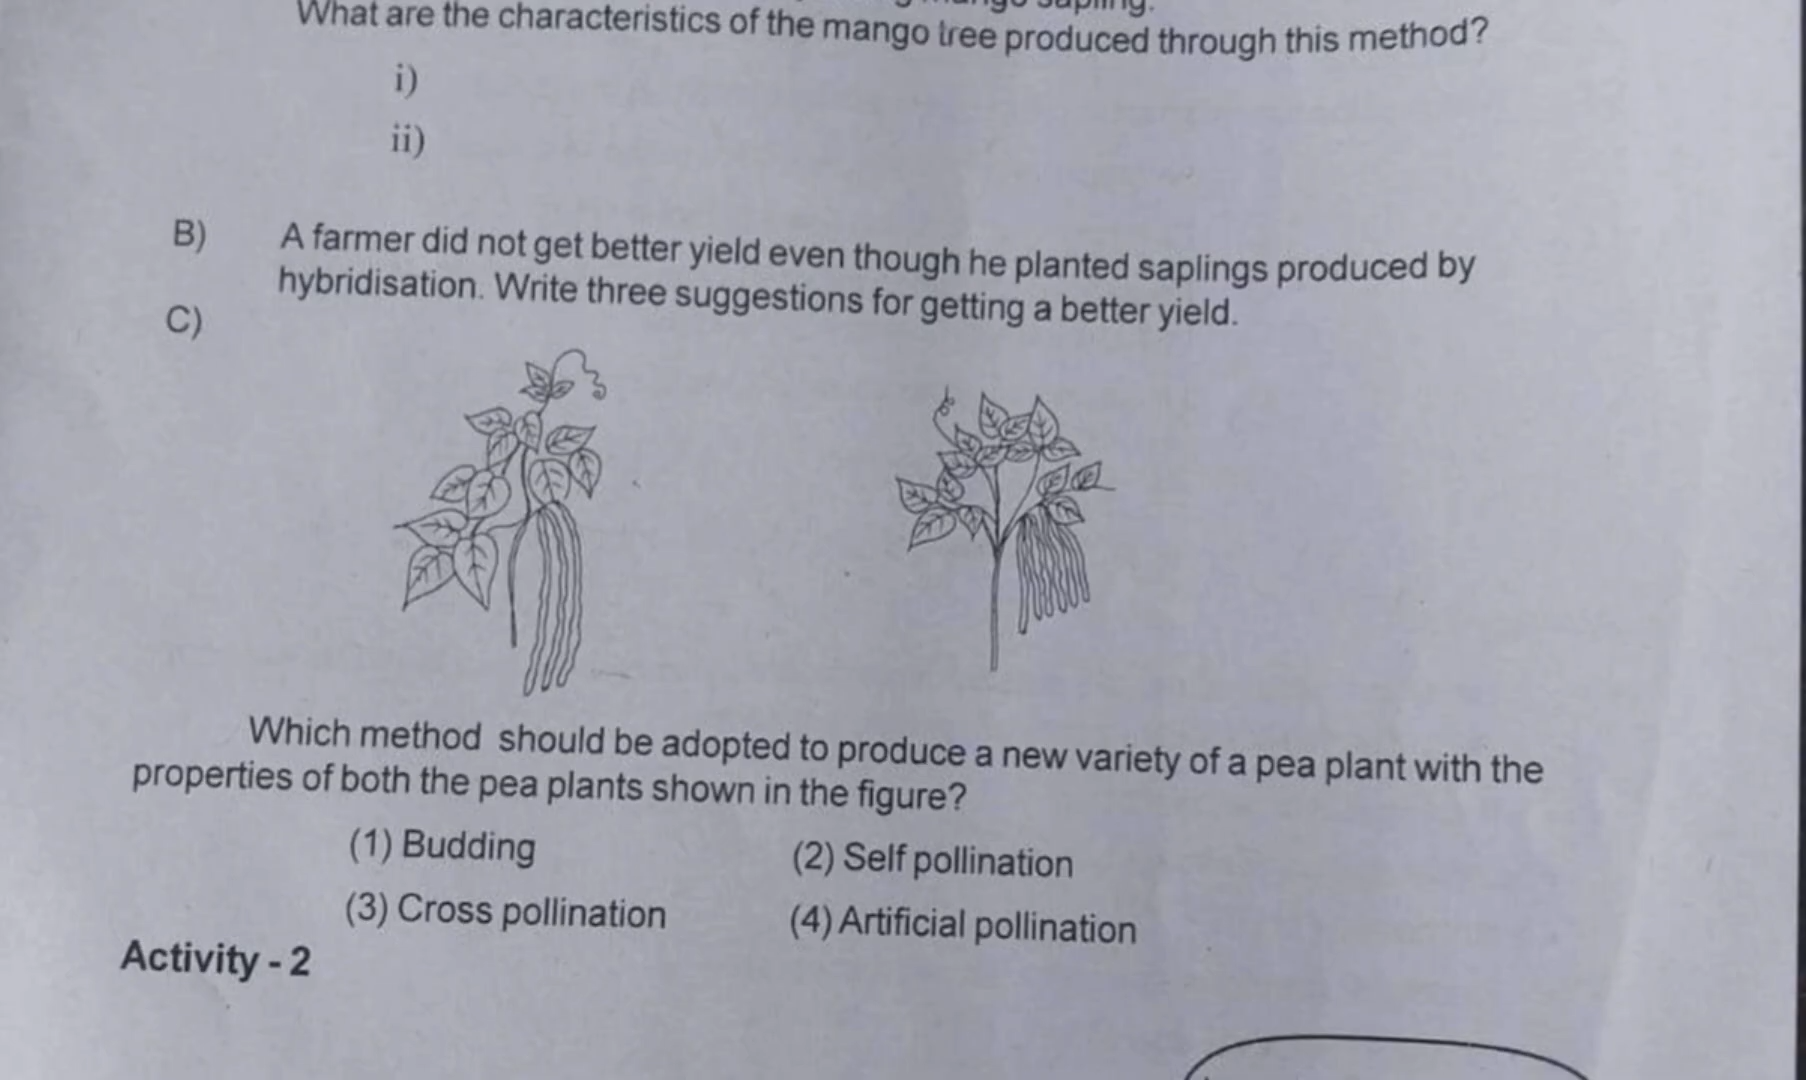 sapling.
What are the characteristics of the mango tree produced through this method?
i)
ii)
B) A farmer did not get better yield even though he planted saplings produced by
hybridisation. Write three suggestions for getting a better yield.
C)
Which method should be adopted to produce a new variety of a pea plant with the
properties of both the pea plants shown in the figure?
(1) Budding (2) Self pollination
(3) Cross pollination (4) Artificial pollination
Activity - 2